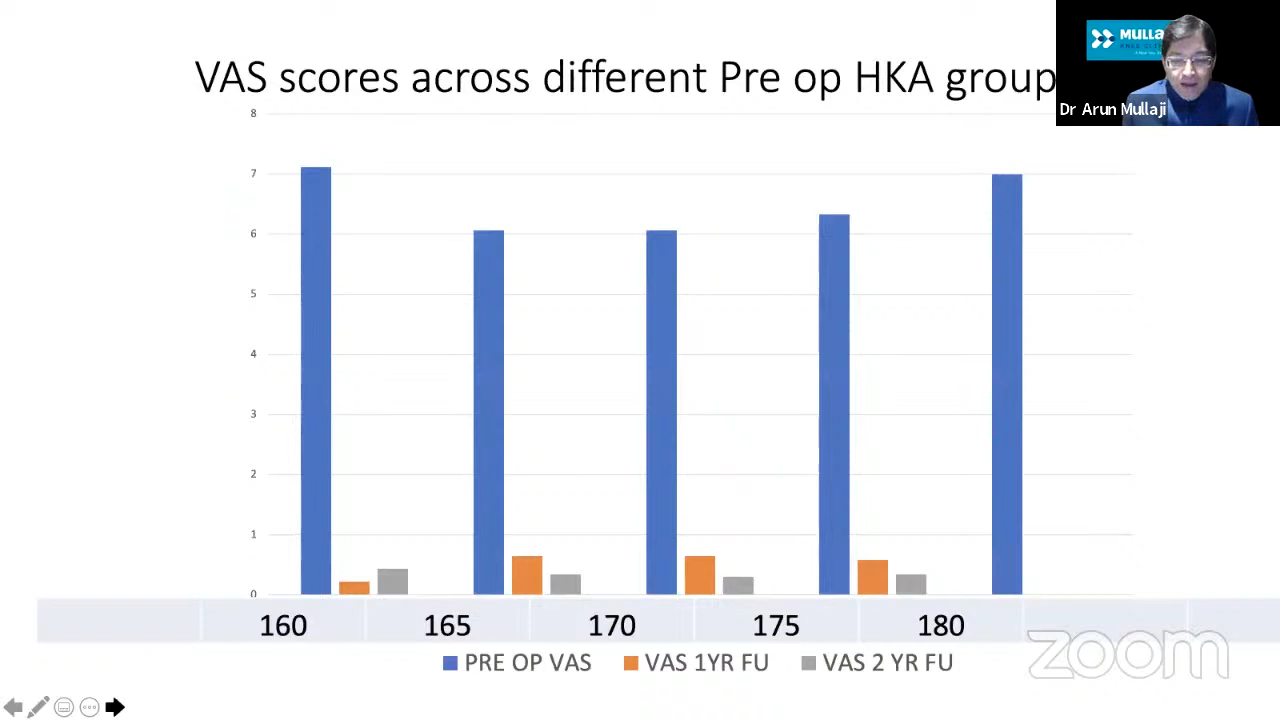 VAS scores across different Pre op HKA group
MULLA
Dr Arun Mullaji
8
7
6
5
4
3
2
1
0
160 165 170 175 180
PRE OP VAS VAS 1YR FU VAS 2 YR FU
zoom